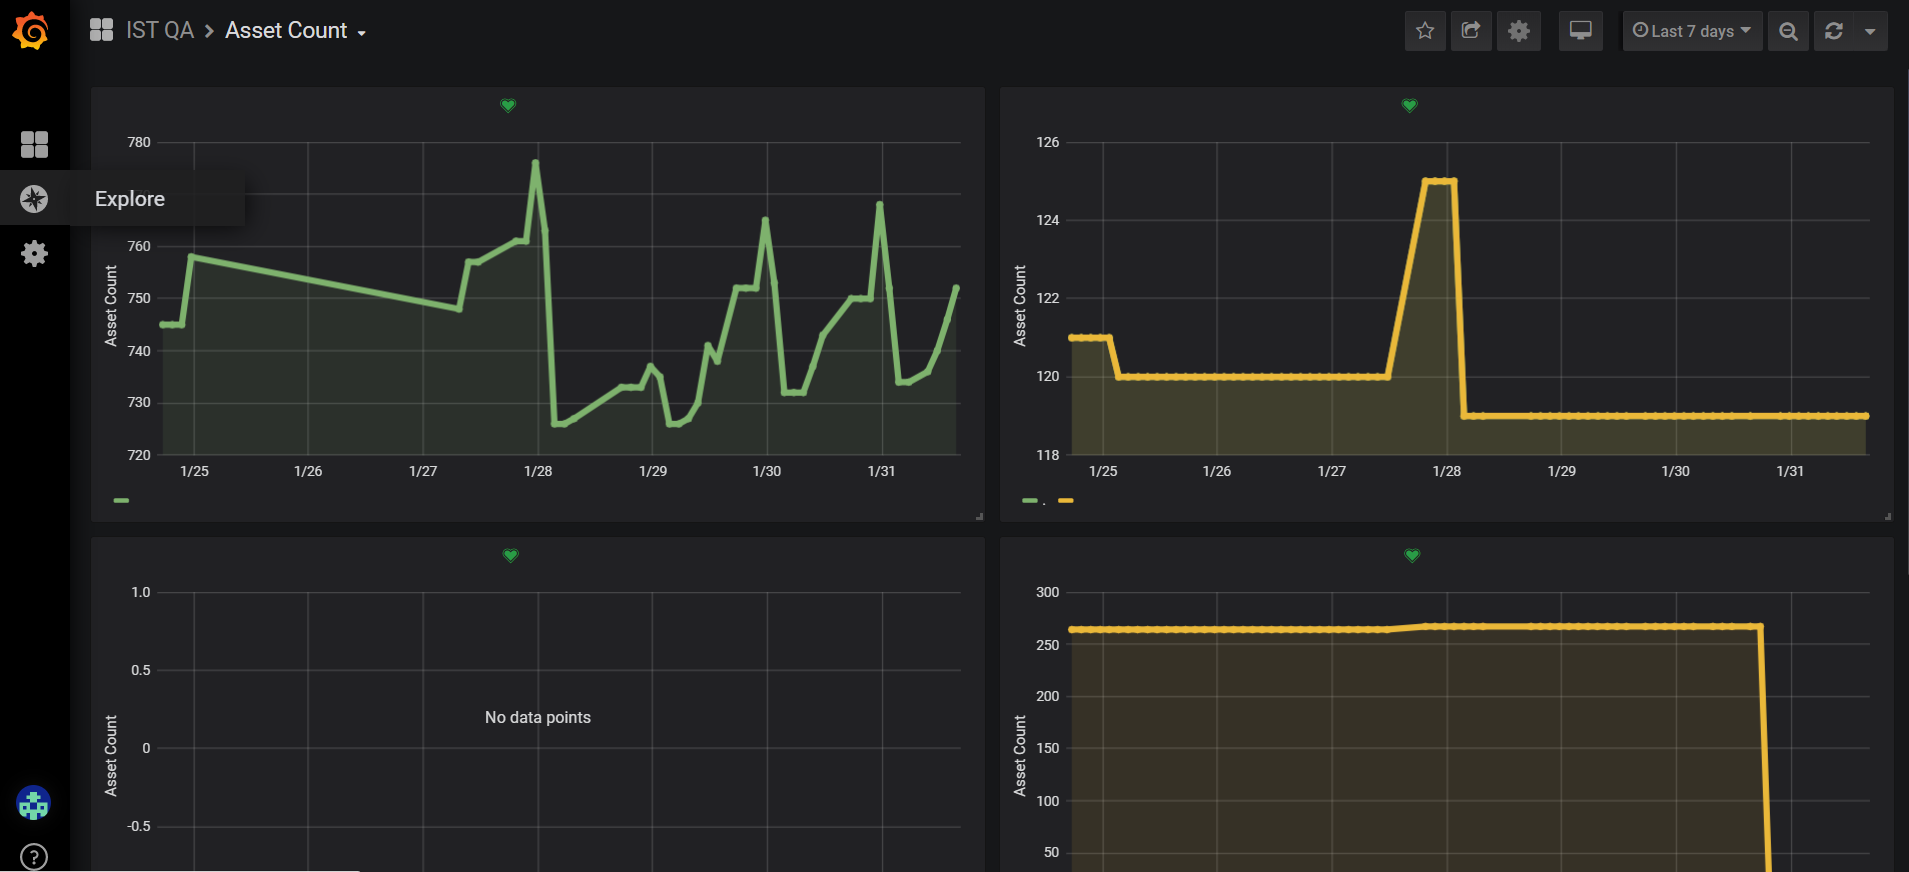 IST QA > Asset Count
Last 7 days
Explore
780
760
750
740
730
720
Asset Count
1/25 1/26 1/27 1/28 1/29 1/30 1/31
126
124
122
120
118
Asset Count
1/25 1/26 1/27 1/28 1/29 1/30 1/31
.
1.0
0.5
0
-0.5
Asset Count
No data points
300
250
200
150
100
50
Asset Count
?